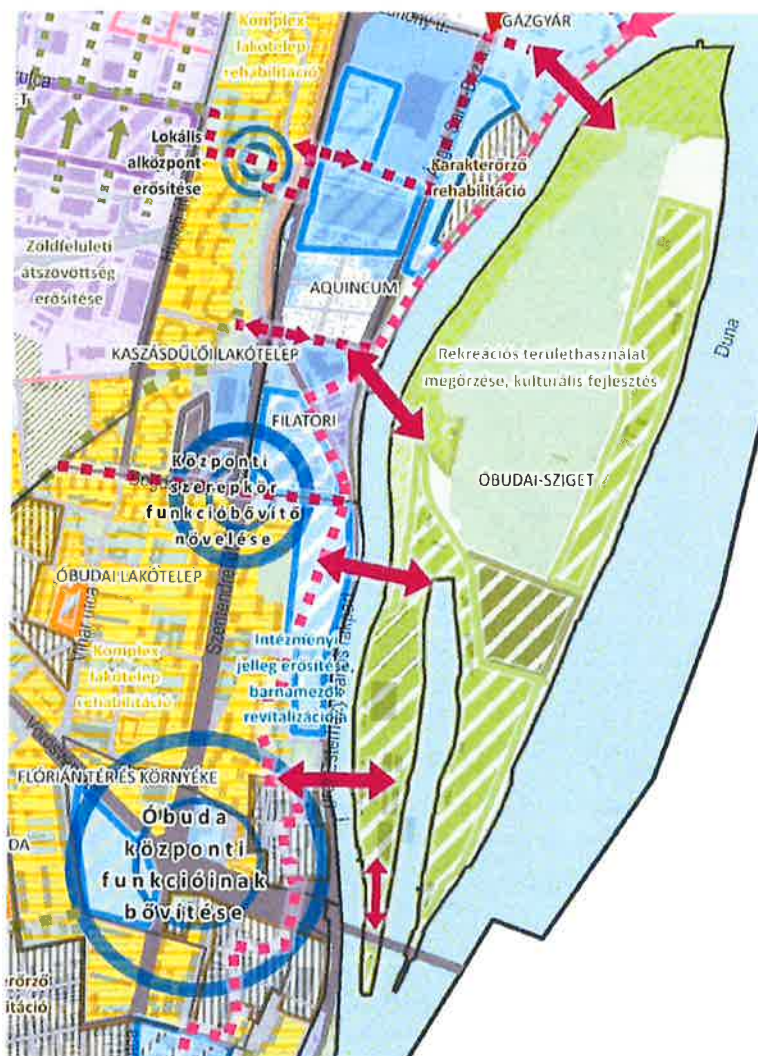 GÁZGYÁR
Komplex
lakótelep
rehabilitáció
Lokális
alközpont
erősítése
Karakterőrző
rehabilitáció
Zöldfelületi
átszövöttség
erősítése
AQUINCUM
Duna
KASZÁSDŰLŐI LAKÓTELEP
Rekreációs területhasználat
megőrzése, kulturális fejlesztés
FILATORI
Központi
szerepkör
funkcióbővítő
növelése
ÓBUDAI-SZIGET
ÓBUDAI LAKÓTELEP
Vihar utca
Komplex
lakótelep
rehabilitáció
Intézményi
jelleg erősítése,
barnamezős
revitalizáció
FLÓRIÁN TÉR ÉS KÖRNYÉKE
Óbuda
központi
funkcióinak
bővítése